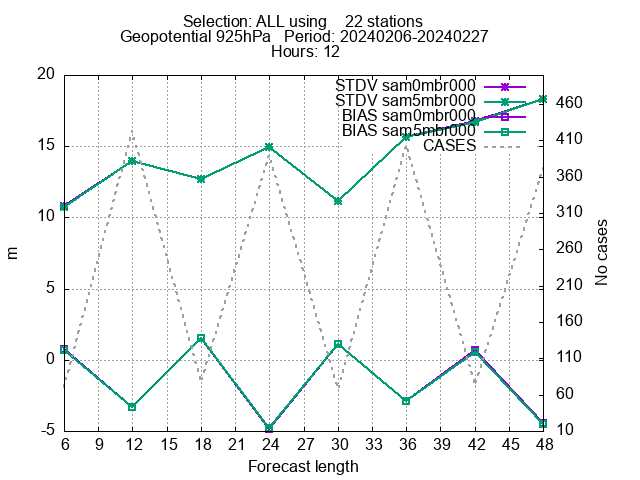 Selection: ALL using    22 stations
Geopotential 925hPa   Period: 20240206-20240227
Hours: 12
STDV sam0mbr000
STDV sam5mbr000
BIAS sam0mbr000
BIAS sam5mbr000
CASES
20
15
10
5
0
-5
m
460
410
360
310
260
210
160
110
60
10
No cases
6 9 12 15 18 21 24 27 30 33 36 39 42 45 48
Forecast length